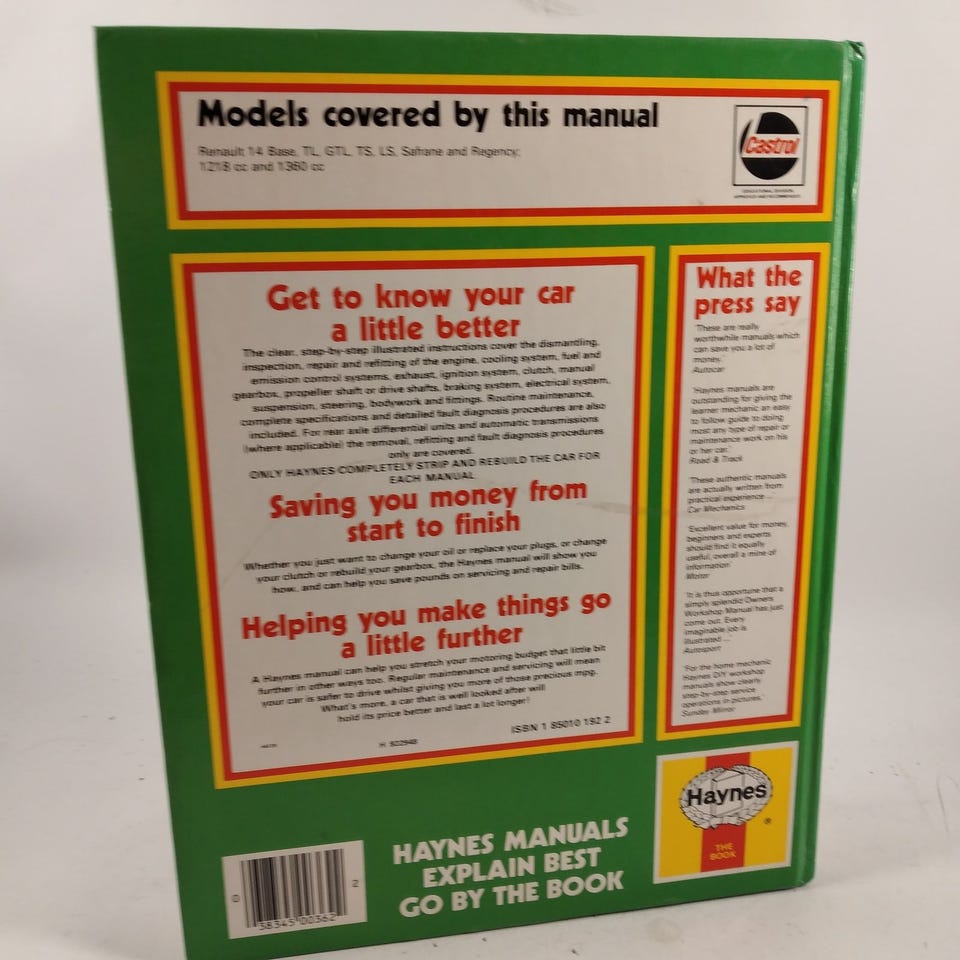 Models covered by this manual
Renault 14 Base, TL, GTL, TS, LS, Safrane and Regency;
1218 cc and 1360 cc
Castrol
EDUCATIONAL DIVISION
APPROVED AND RECOMMENDED
Get to know your car
a little better
The clear, step-by-step illustrated instructions cover the dismantling,
inspection, repair and refitting of the engine, cooling system, fuel and
emission control systems, exhaust, ignition system, clutch, manual
gearbox, propeller shaft or drive shafts, braking system, electrical system,
suspension, steering, bodywork and fittings. Routine maintenance,
complete specifications and detailed fault diagnosis procedures are also
included. For rear axle differential units and automatic transmissions
(where applicable) the removal, refitting and fault diagnosis procedures
only are covered.
ONLY HAYNES COMPLETELY STRIP AND REBUILD THE CAR FOR
EACH MANUAL
Saving you money from
start to finish
Whether you just want to change your oil or replace your plugs, or change
your clutch or rebuild your gearbox, the Haynes manual will show you
how, and can help you save pounds on servicing and repair bills.
Helping you make things go
a little further
A Haynes manual can help you stretch your motoring budget that little bit
further in other ways too. Regular maintenance and servicing will mean
your car is safer to drive whilst giving you more of those precious mpg.
What's more, a car that is well looked after will
hold its price better and last a lot longer!
H 822948
ISBN 1 85010 192 2
What the
press say
'These are really
worthwhile manuals which
can save you a lot of
money.'
Autocar
'Haynes manuals are
outstanding for giving the
learner mechanic an easy
to follow guide to doing
most any type of repair or
maintenance work on his
or her car.'
Road & Track
'These authentic manuals
are actually written from
practical experience ...'
Car Mechanics
'Excellent value for money,
beginners and experts
should find it equally
useful, overall a mine of
information'
Motor
'It is thus opportune that a
simply splendid Owners
Workshop Manual has just
come out. Every
imaginable job is
illustrated ...'
Autosport
'For the home mechanic
Haynes DIY workshop
manuals show clearly
step-by-step service
operations in pictures.'
Sunday Mirror
Haynes
®
THE
BOOK
HAYNES MANUALS
EXPLAIN BEST
GO BY THE BOOK
0 38345 00362 2